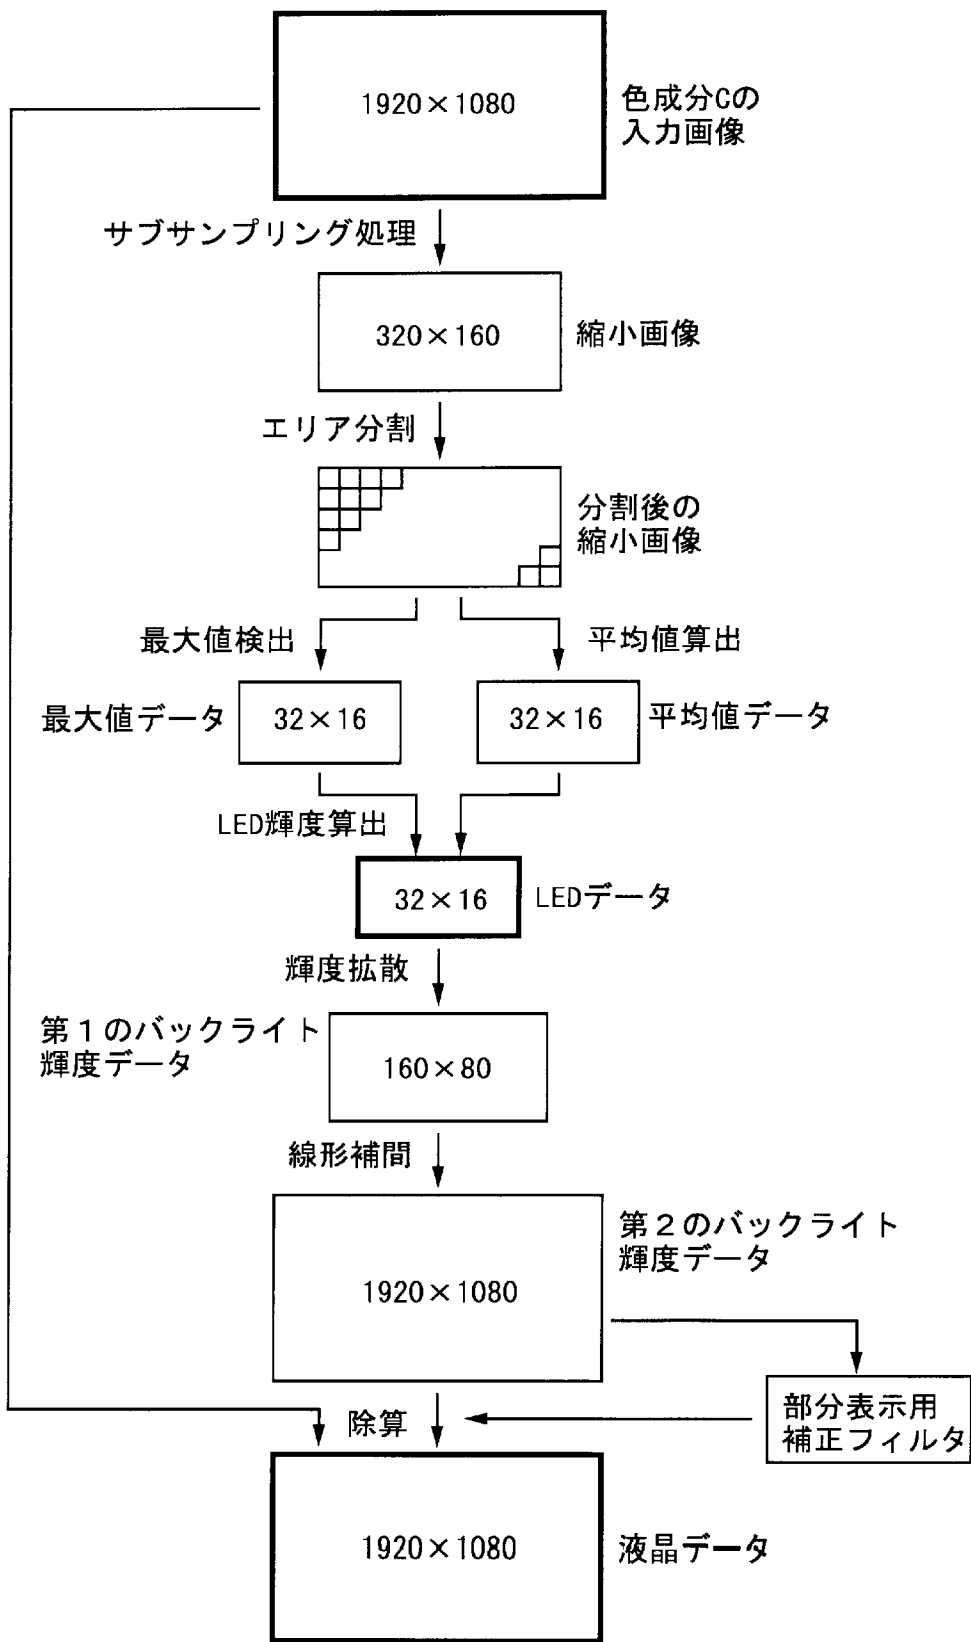 1920×1080
色成分Cの
入力画像
サブサンプリング処理
320×160
縮小画像
エリア分割
分割後の
縮小画像
最大値検出
平均値算出
最大値データ
32×16
32×16
平均値データ
LED輝度算出
32×16
LEDデータ
輝度拡散
第１のバックライト
輝度データ
160×80
線形補間
第２のバックライト
輝度データ
1920×1080
部分表示用
補正フィルタ
除算
1920×1080
液晶データ